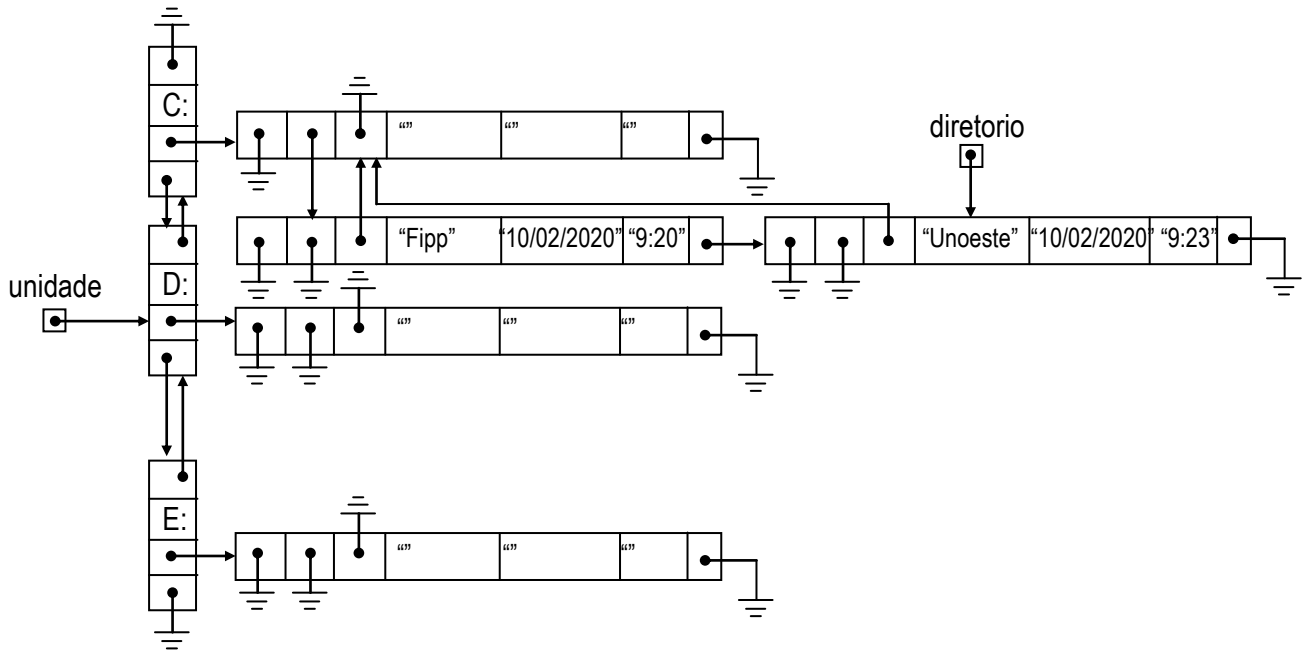 C:
“” “” “”
diretorio
“Fipp” “10/02/2020” “9:20” “Unoeste” “10/02/2020” “9:23”
unidade
D:
“” “” “”
E:
“” “” “”